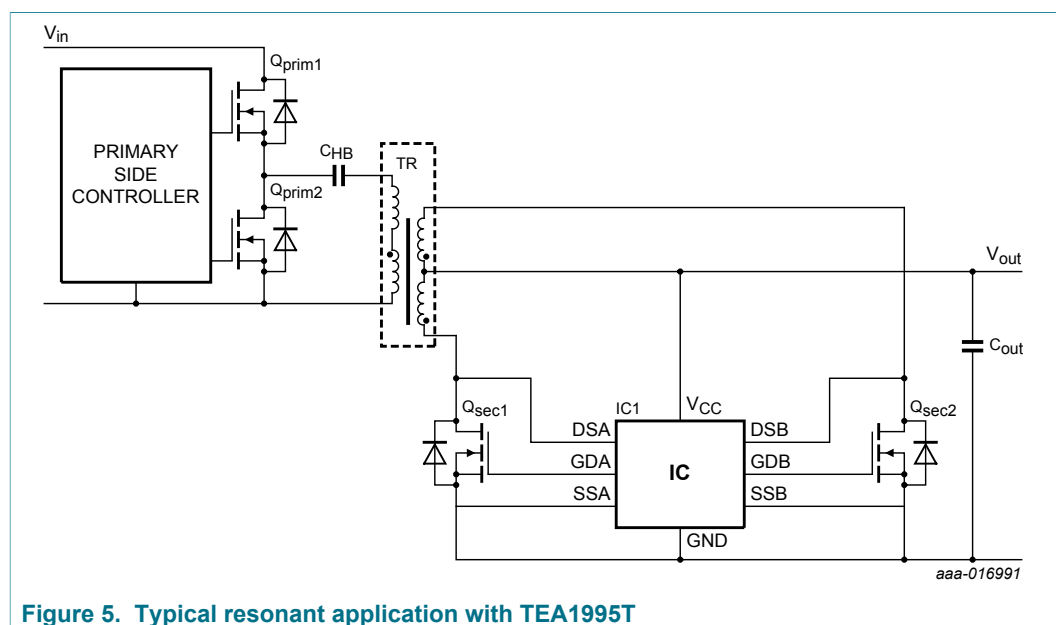 Vin
Qprim1
PRIMARY
SIDE
CONTROLLER
CHB
TR
Qprim2
Vout
Cout
Qsec1
IC1
VCC
Qsec2
DSA
DSB
GDA
IC
GDB
SSA
SSB
GND
aaa-016991
Figure 5. Typical resonant application with TEA1995T